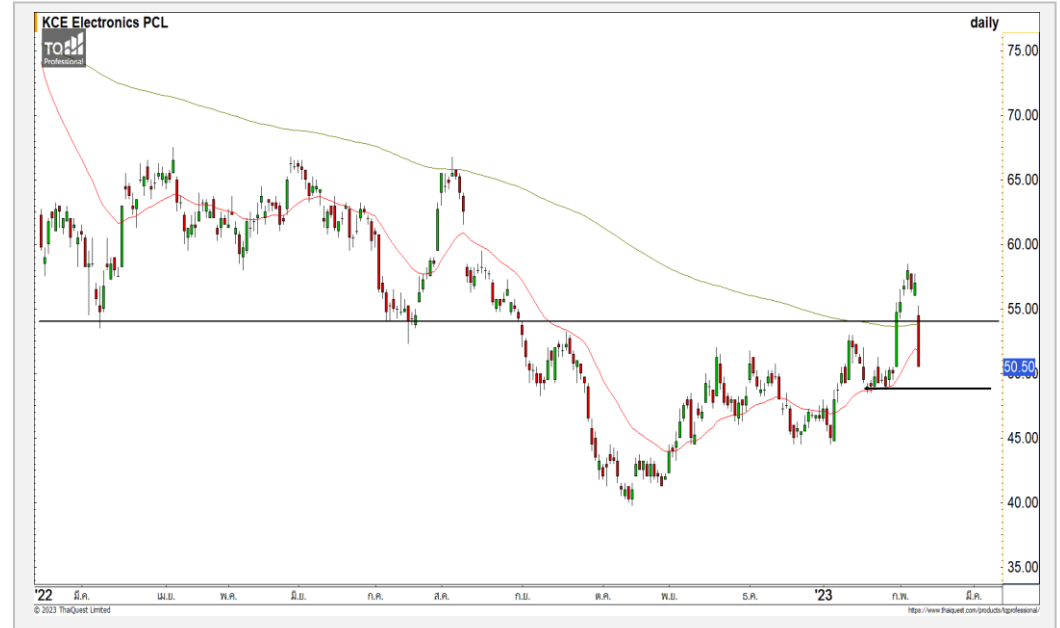 KCE Electronics PCL
daily
TQ
Professional
75.00
70.00
65.00
60.00
55.00
50.50
50.00
45.00
40.00
35.00
'22 มี.ค. เม.ย. พ.ค. มิ.ย. ก.ค. ส.ค. ก.ย. ต.ค. พ.ย. ธ.ค. '23 ก.พ. มี.ค.
© 2023 ThaiQuest Limited
https://www.thaiquest.com/products/tqprofessional/